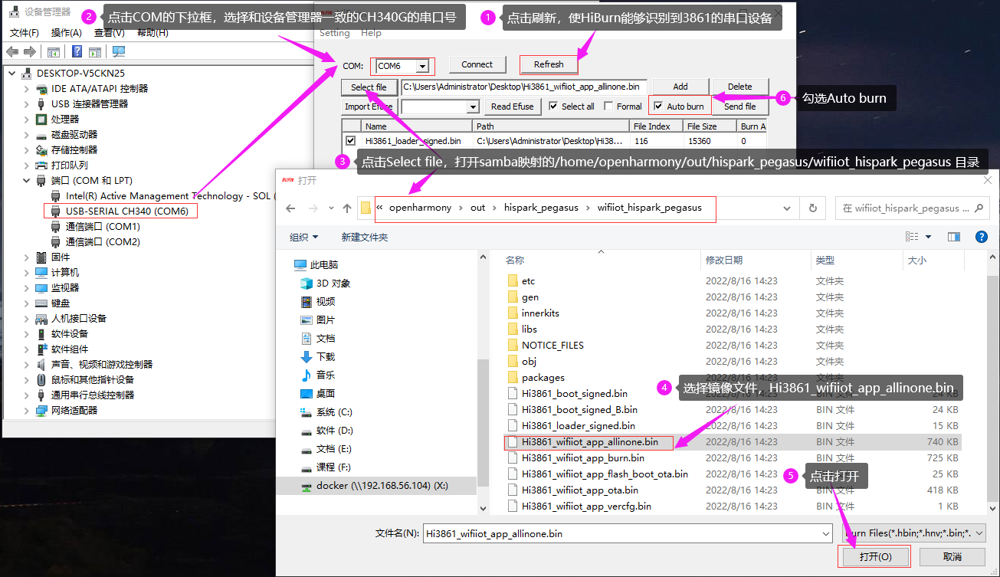 设备管理器
2 点击COM的下拉框，选择和设备管理器一致的CH340G的串口号
1 点击刷新，使HiBurn能够识别到3861的串口设备
文件(F) 操作(A) 查看(V) 帮助(H)
Setting Help
COM: COM6 Connect Refresh
Select file C:\Users\Administrator\Desktop\Hi3861_wifiiot_app_allinone.bin Add Delete
Import Efuse Read Efuse Select all Formal Auto burn Send file
6 勾选Auto burn
Name Path File Index File Size Burn A
Hi3861_loader_signed.bin C:\Users\Administrator\Desktop\Hi38... 116 15360 0
DESKTOP-V5CKN25
IDE ATA/ATAPI 控制器
USB 连接器管理器
处理器
磁盘驱动器
存储控制器
打印队列
端口 (COM 和 LPT)
Intel(R) Active Management Technology - SOL (
USB-SERIAL CH340 (COM6)
通信端口 (COM1)
通信端口 (COM2)
固件
计算机
监视器
键盘
人机接口设备
软件设备
软件组件
声音、视频和游戏控制器
鼠标和其他指针设备
通用串行总线控制器
网络适配器
3 点击Select file，打开samba映射的/home/openharmony/out/hispark_pegasus/wifiiot_hispark_pegasus 目录
BURN 打开
« openharmony › out › hispark_pegasus › wifiiot_hispark_pegasus
在 wifiiot_hispark_pegasus ...
组织 新建文件夹
此电脑
3D 对象
视频
图片
文档
下载
音乐
桌面
系统 (C:)
软件 (D:)
文档 (E:)
课程 (F:)
docker (\\192.168.56.104) (X:)
名称 修改日期 类型 大小
etc 2022/8/16 14:23 文件夹
gen 2022/8/16 14:23 文件夹
innerkits 2022/8/16 14:23 文件夹
libs 2022/8/16 14:23 文件夹
NOTICE_FILES 2022/8/16 14:23 文件夹
obj 2022/8/16 14:23 文件夹
packages 2022/8/16 14:23 文件夹
4 选择镜像文件，Hi3861_wifiiot_app_allinone.bin
Hi3861_boot_signed.bin 2022/8/16 14:23 BIN 文件 24 KB
Hi3861_boot_signed_B.bin 2022/8/16 14:23 BIN 文件 24 KB
Hi3861_loader_signed.bin 2022/8/16 14:23 BIN 文件 15 KB
Hi3861_wifiiot_app_allinone.bin 2022/8/16 14:23 BIN 文件 740 KB
Hi3861_wifiiot_app_burn.bin 2022/8/16 14:23 BIN 文件 725 KB
Hi3861_wifiiot_app_flash_boot_ota.bin 2022/8/16 14:23 BIN 文件 25 KB
5 点击打开
Hi3861_wifiiot_app_ota.bin 2022/8/16 14:23 BIN 文件 418 KB
Hi3861_wifiiot_app_vercfg.bin 2022/8/16 14:23 BIN 文件 1 KB
文件名(N): Hi3861_wifiiot_app_allinone.bin Burn Files(*.hbin;*.hnv;*.bin;*.
打开(O) 取消